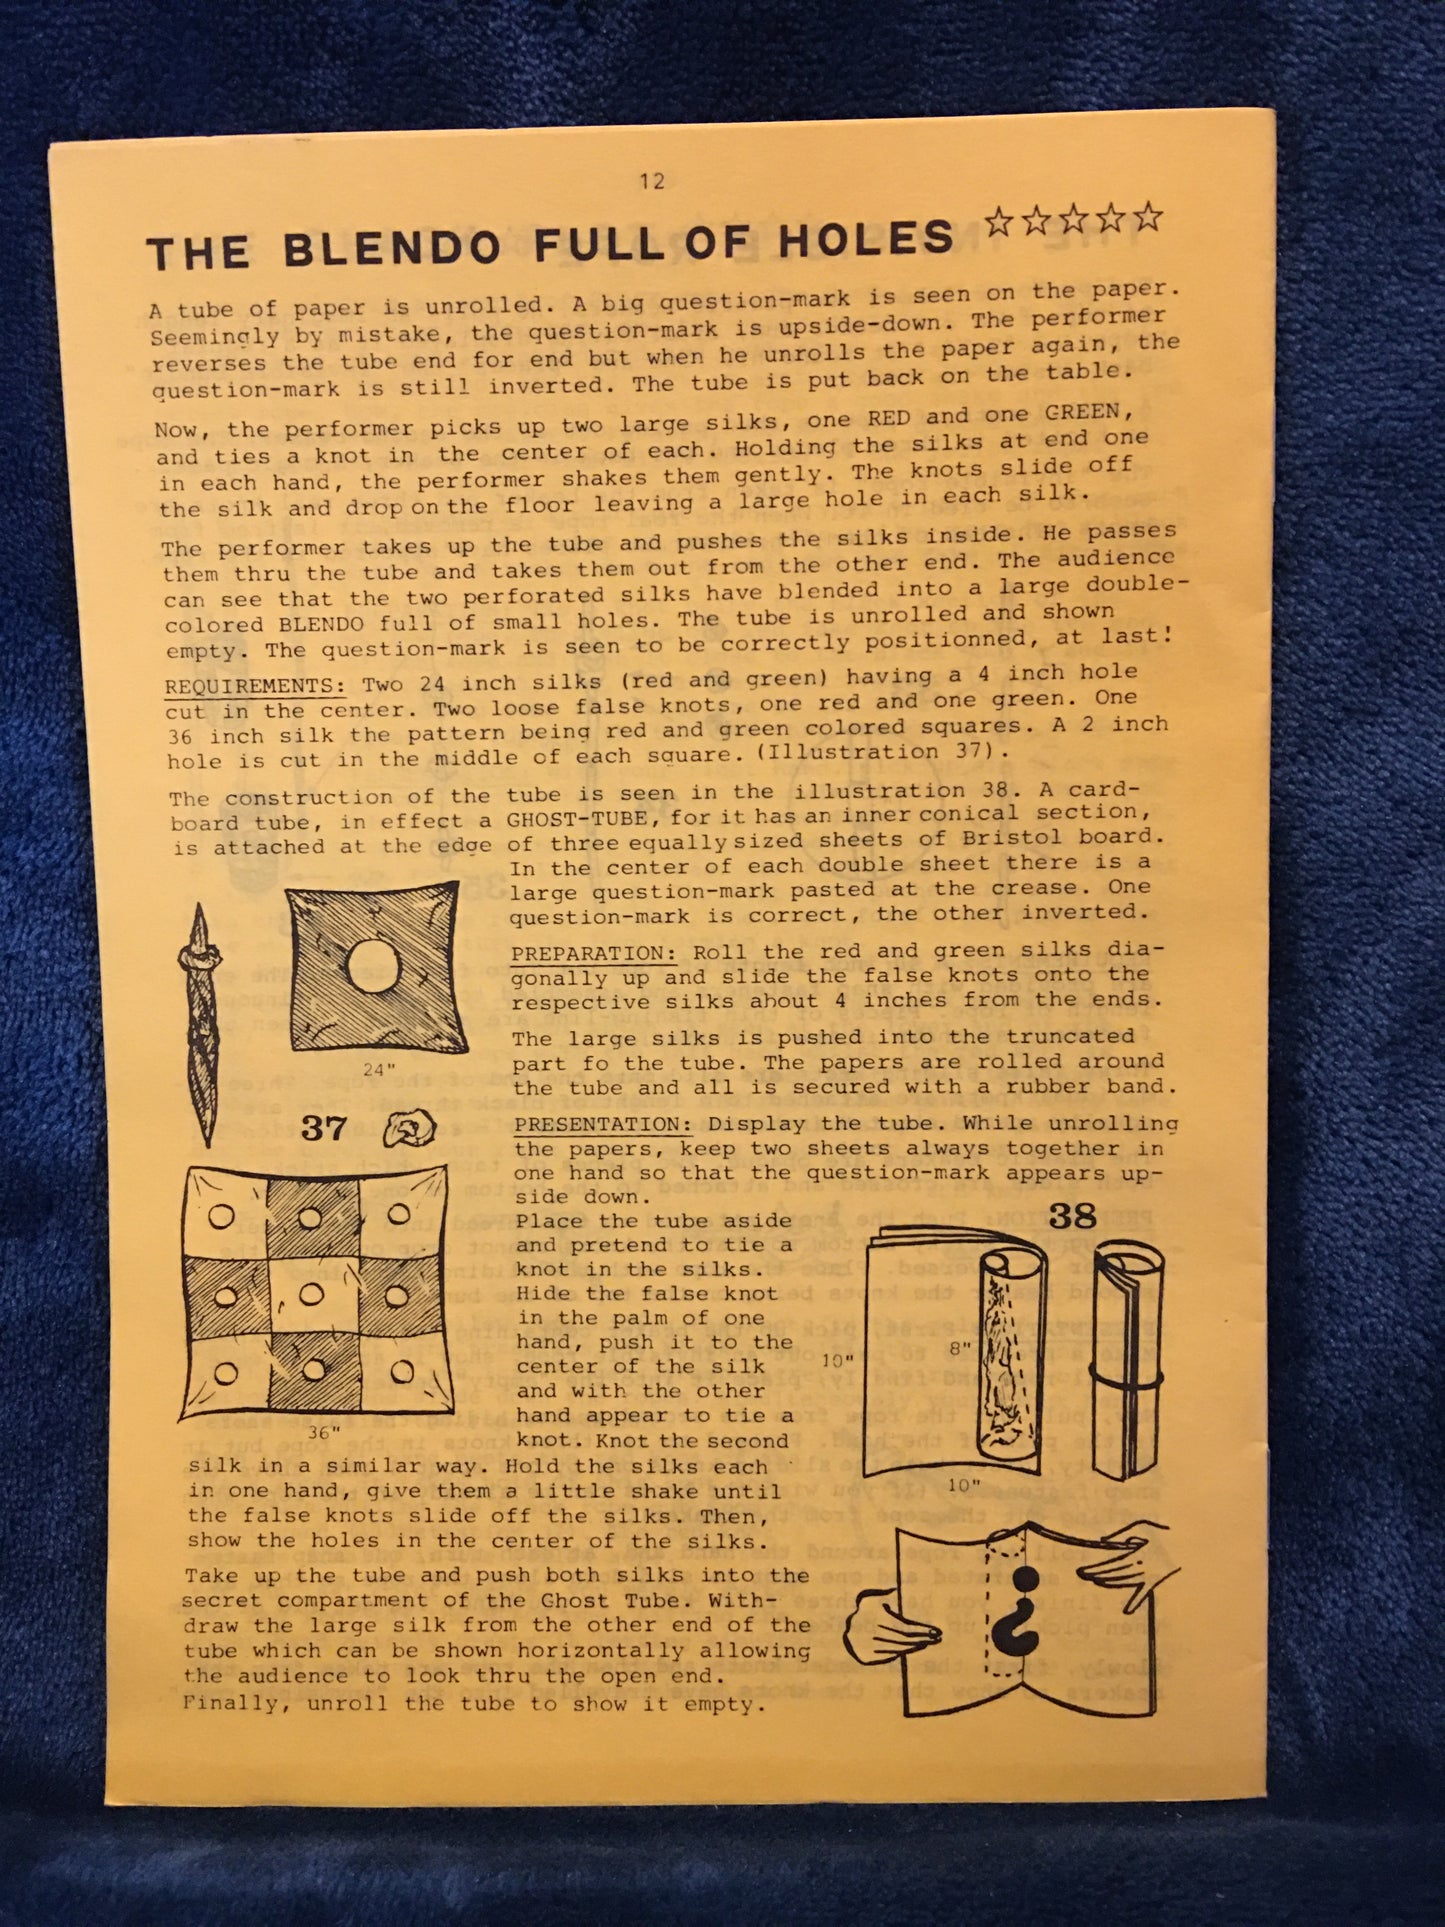 12
THE BLENDO FULL OF HOLES ☆☆☆☆☆
A tube of paper is unrolled. A big question-mark is seen on the paper.
Seemingly by mistake, the question-mark is upside-down. The performer
reverses the tube end for end but when he unrolls the paper again, the
question-mark is still inverted. The tube is put back on the table.
Now, the performer picks up two large silks, one RED and one GREEN,
and ties a knot in the center of each. Holding the silks at end one
in each hand, the performer shakes them gently. The knots slide off
the silk and drop on the floor leaving a large hole in each silk.
The performer takes up the tube and pushes the silks inside. He passes
them thru the tube and takes them out from the other end. The audience
can see that the two perforated silks have blended into a large double-
colored BLENDO full of small holes. The tube is unrolled and shown
empty. The question-mark is seen to be correctly positionned, at last!
REQUIREMENTS: Two 24 inch silks (red and green) having a 4 inch hole
cut in the center. Two loose false knots, one red and one green. One
36 inch silk the pattern being red and green colored squares. A 2 inch
hole is cut in the middle of each square. (Illustration 37).
The construction of the tube is seen in the illustration 38. A card-
board tube, in effect a GHOST-TUBE, for it has an inner conical section,
is attached at the edge of three equally sized sheets of Bristol board.
In the center of each double sheet there is a
large question-mark pasted at the crease. One
question-mark is correct, the other inverted.
PREPARATION: Roll the red and green silks dia-
gonally up and slide the false knots onto the
respective silks about 4 inches from the ends.
The large silks is pushed into the truncated
part fo the tube. The papers are rolled around
the tube and all is secured with a rubber band.
24"
37
PRESENTATION: Display the tube. While unrolling
the papers, keep two sheets always together in
one hand so that the question-mark appears up-
side down.
Place the tube aside
and pretend to tie a
knot in the silks.
Hide the false knot
in the palm of one
hand, push it to the
center of the silk
and with the other
hand appear to tie a
knot. Knot the second
silk in a similar way. Hold the silks each
in one hand, give them a little shake until
the false knots slide off the silks. Then,
show the holes in the center of the silks.
36"
38
10"
8"
10"
Take up the tube and push both silks into the
secret compartment of the Ghost Tube. With-
draw the large silk from the other end of the
tube which can be shown horizontally allowing
the audience to look thru the open end.
Finally, unroll the tube to show it empty.
?